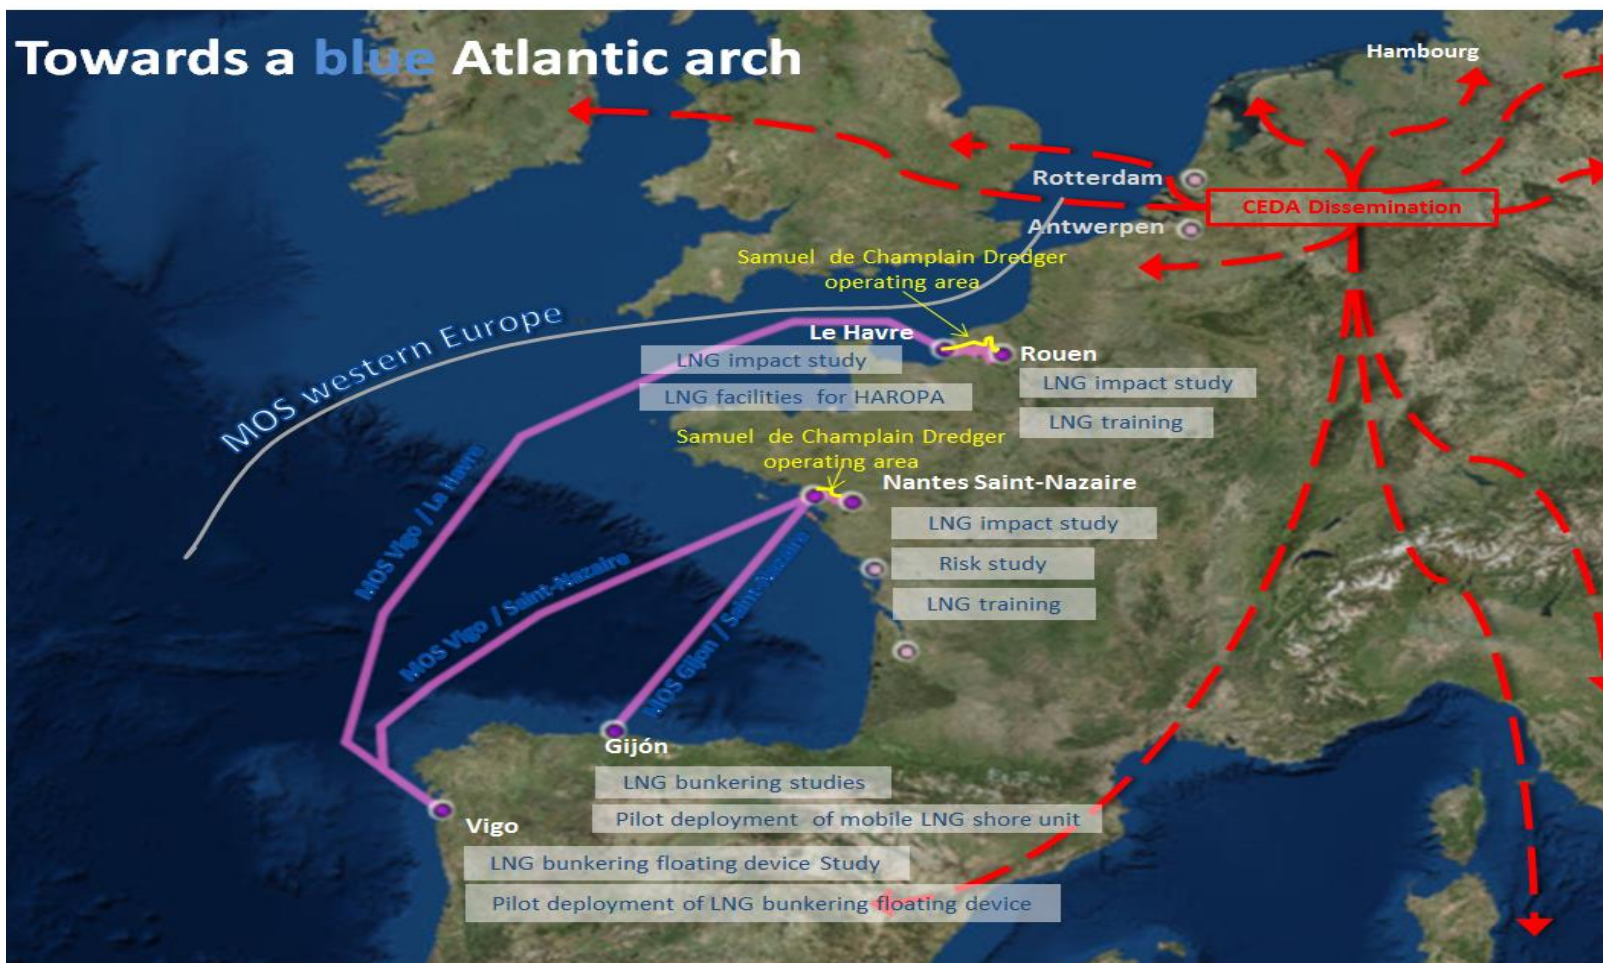 Towards a blue Atlantic arch
Hambourg
Rotterdam
CEDA Dissemination
Antwerpen
Samuel de Champlain Dredger
operating area
MOS western Europe
Le Havre
LNG impact study
LNG facilities for HAROPA
Rouen
LNG impact study
LNG training
Samuel de Champlain Dredger
operating area
Nantes Saint-Nazaire
LNG impact study
Risk study
LNG training
MOS Vigo / Le Havre
MOS Vigo / Saint-Nazaire
MOS Gijon / Saint-Nazaire
Gijón
LNG bunkering studies
Pilot deployment of mobile LNG shore unit
Vigo
LNG bunkering floating device Study
Pilot deployment of LNG bunkering floating device